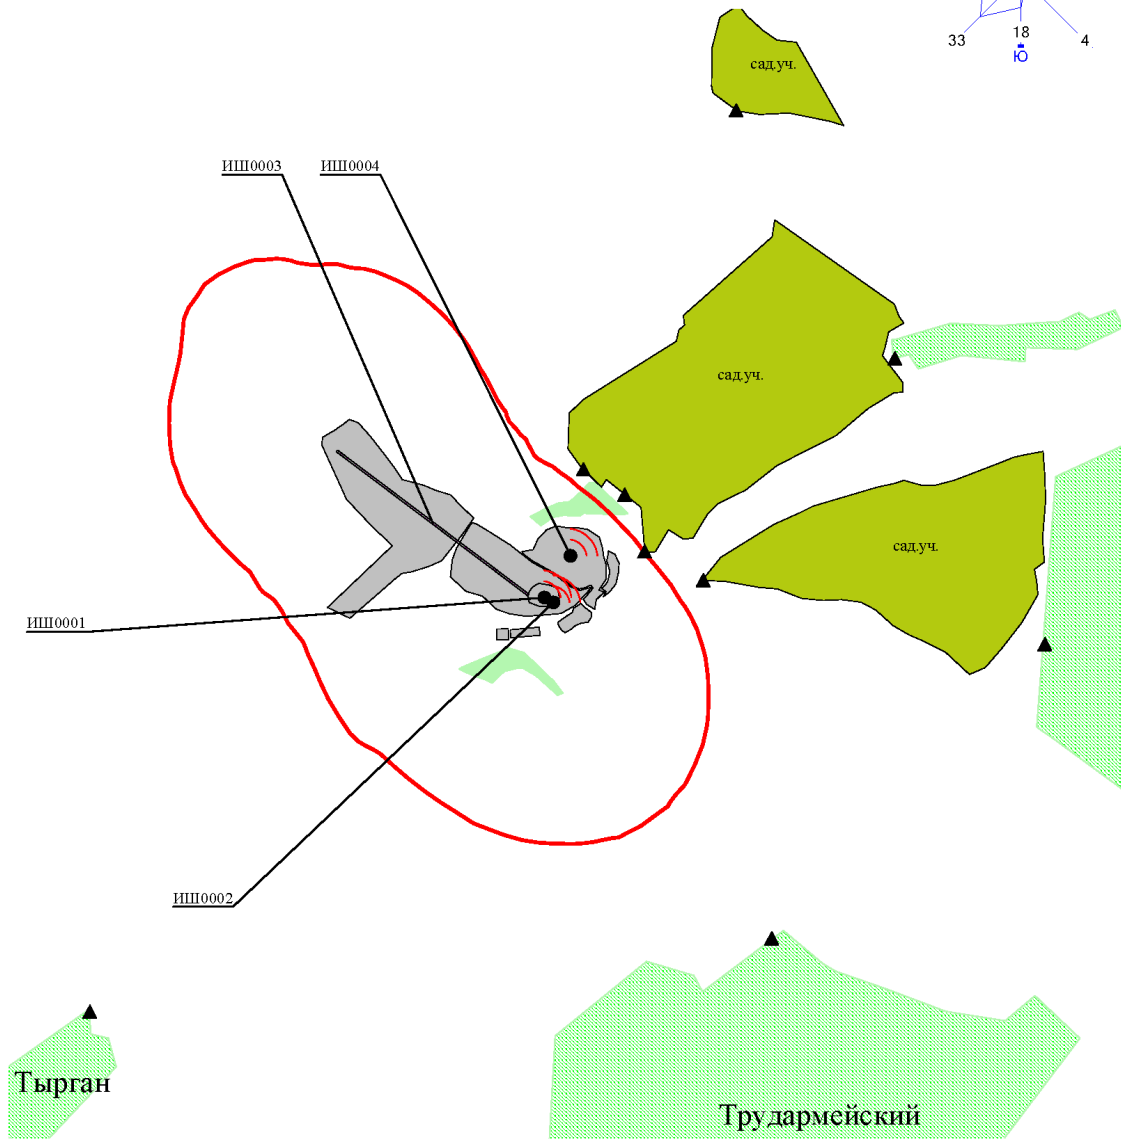 33
18
4
Ю
сад.уч.
ИШ0003
ИШ0004
сад.уч.
сад.уч.
ИШ0001
ИШ0002
Тырган
Трудармейский